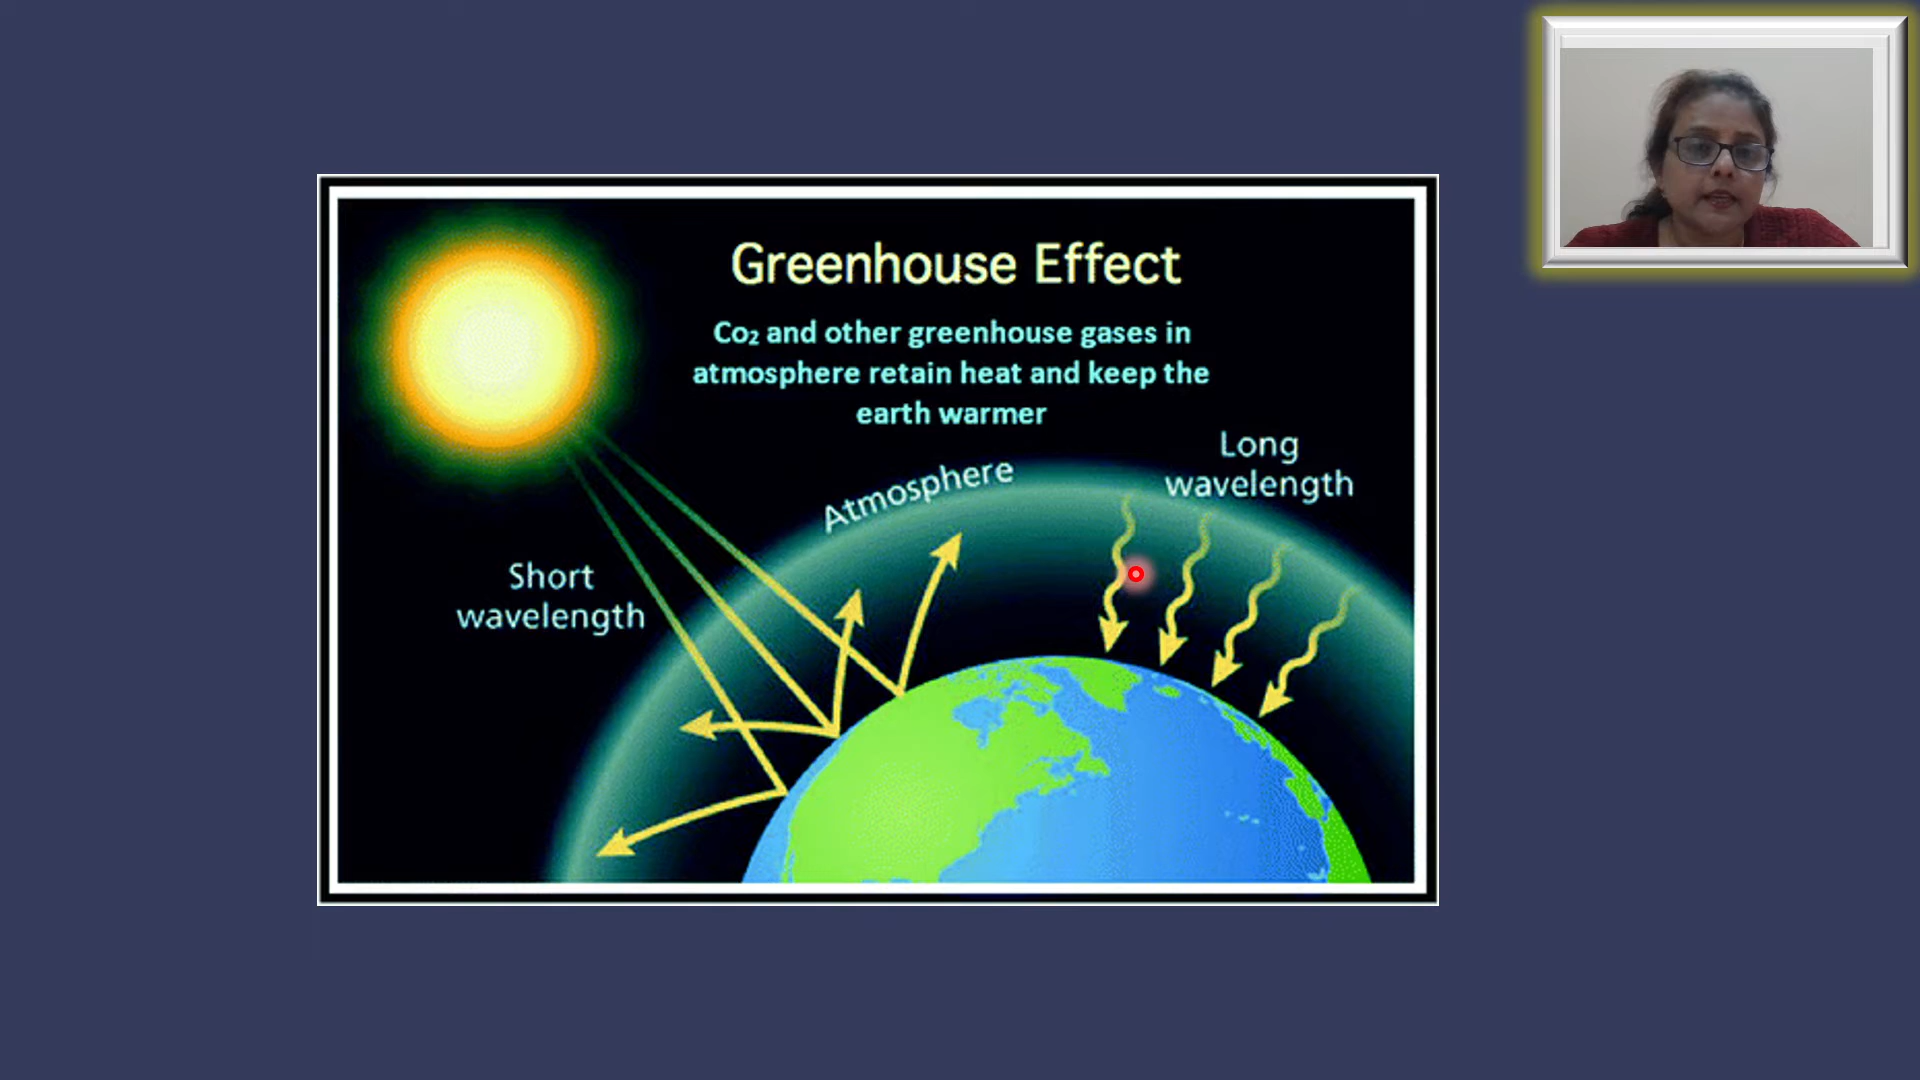 Greenhouse Effect
Co₂ and other greenhouse gases in
atmosphere retain heat and keep the
earth warmer
Long
wavelength
Atmosphere
Short
wavelength